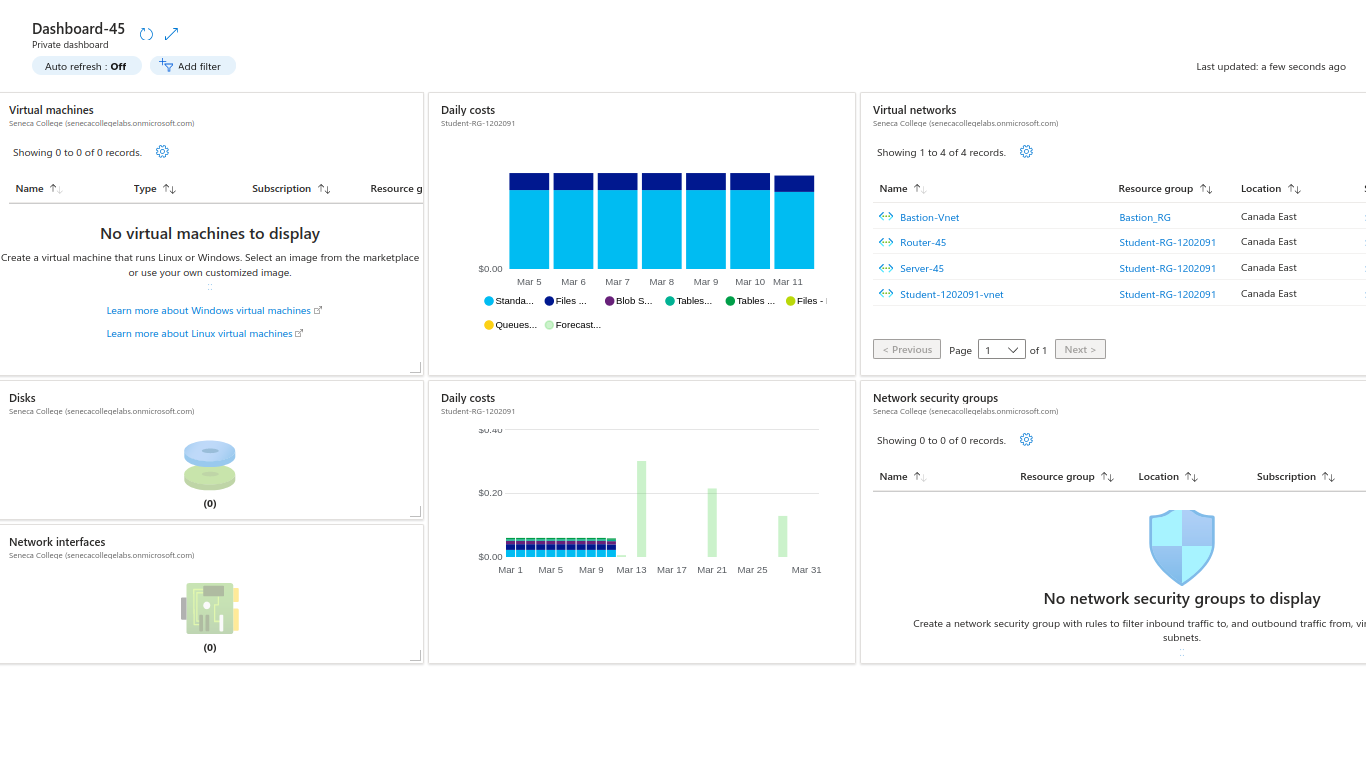 Dashboard-45
Private dashboard
Auto refresh : Off
Add filter
Last updated: a few seconds ago
Virtual machines
Seneca College (senecacollegelabs.onmicrosoft.com)
Showing 0 to 0 of 0 records.
Name Type Subscription Resource g
No virtual machines to display
Create a virtual machine that runs Linux or Windows. Select an image from the marketplace
or use your own customized image.
Learn more about Windows virtual machines
Learn more about Linux virtual machines
Daily costs
Student-RG-1202091
$0.00
Mar 5 Mar 6 Mar 7 Mar 8 Mar 9 Mar 10 Mar 11
Standa... Files ... Blob S... Tables... Tables ... Files -
Queues... Forecast...
Virtual networks
Seneca College (senecacollegelabs.onmicrosoft.com)
Showing 1 to 4 of 4 records.
Name Resource group Location
Bastion-Vnet Bastion_RG Canada East
Router-45 Student-RG-1202091 Canada East
Server-45 Student-RG-1202091 Canada East
Student-1202091-vnet Student-RG-1202091 Canada East
< Previous Page 1 of 1 Next >
Disks
Seneca College (senecacollegelabs.onmicrosoft.com)
(0)
Network interfaces
Seneca College (senecacollegelabs.onmicrosoft.com)
(0)
Daily costs
Student-RG-1202091
$0.40
$0.20
$0.00
Mar 1 Mar 5 Mar 9 Mar 13 Mar 17 Mar 21 Mar 25 Mar 31
Network security groups
Seneca College (senecacollegelabs.onmicrosoft.com)
Showing 0 to 0 of 0 records.
Name Resource group Location Subscription
No network security groups to display
Create a network security group with rules to filter inbound traffic to, and outbound traffic from,
subnets.